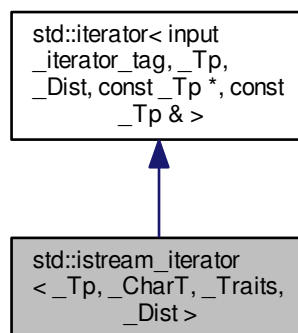 std::iterator< input
_iterator_tag, _Tp,
_Dist, const _Tp *, const
_Tp & >
std::istream_iterator
< _Tp, _CharT, _Traits,
_Dist >